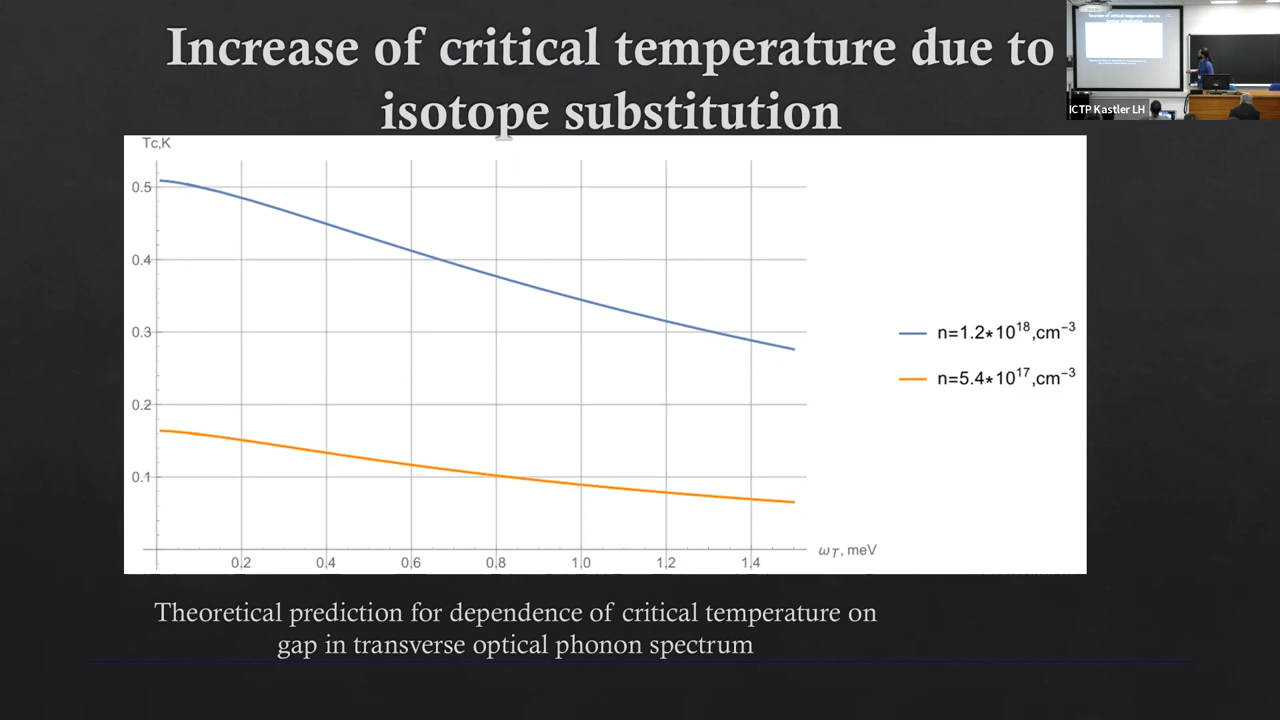 Increase of critical temperature due to
isotope substitution
ICTP Kastler LH
Tc,K
0.5
0.4
0.3
0.2
0.1
0.2
0.4
0.6
0.8
1.0
1.2
1.4
ω_T, meV
n=1.2*10^18,cm^-3
n=5.4*10^17,cm^-3
Theoretical prediction for dependence of critical temperature on
gap in transverse optical phonon spectrum